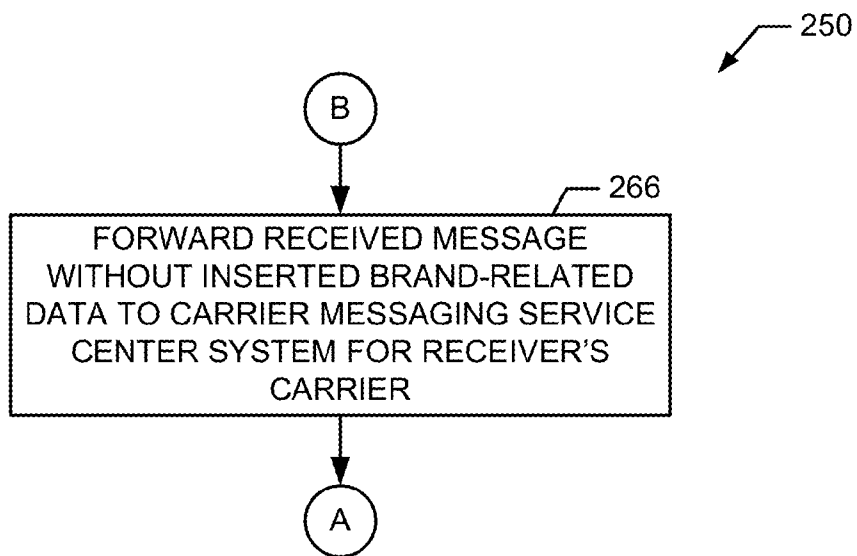 250
B
266
FORWARD RECEIVED MESSAGE
WITHOUT INSERTED BRAND-RELATED
DATA TO CARRIER MESSAGING SERVICE
CENTER SYSTEM FOR RECEIVER'S
CARRIER
A